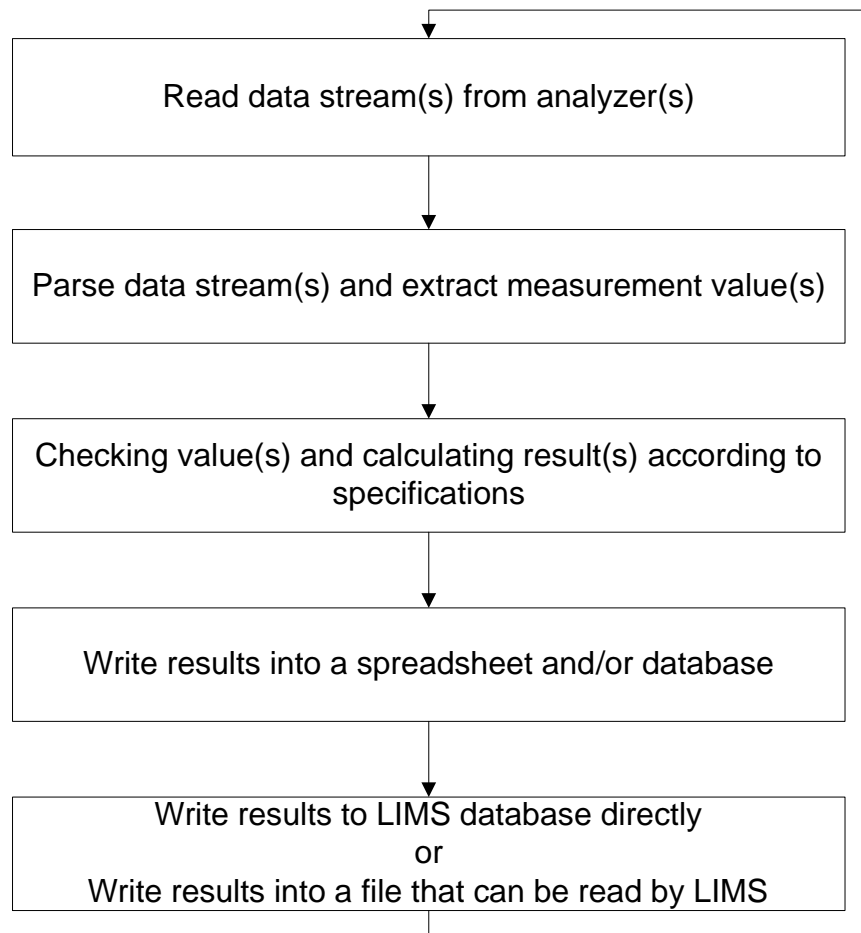 Read data stream(s) from analyzer(s)
Parse data stream(s) and extract measurement value(s)
Checking value(s) and calculating result(s) according to
specifications
Write results into a spreadsheet and/or database
Write results to LIMS database directly
or
Write results into a file that can be read by LIMS